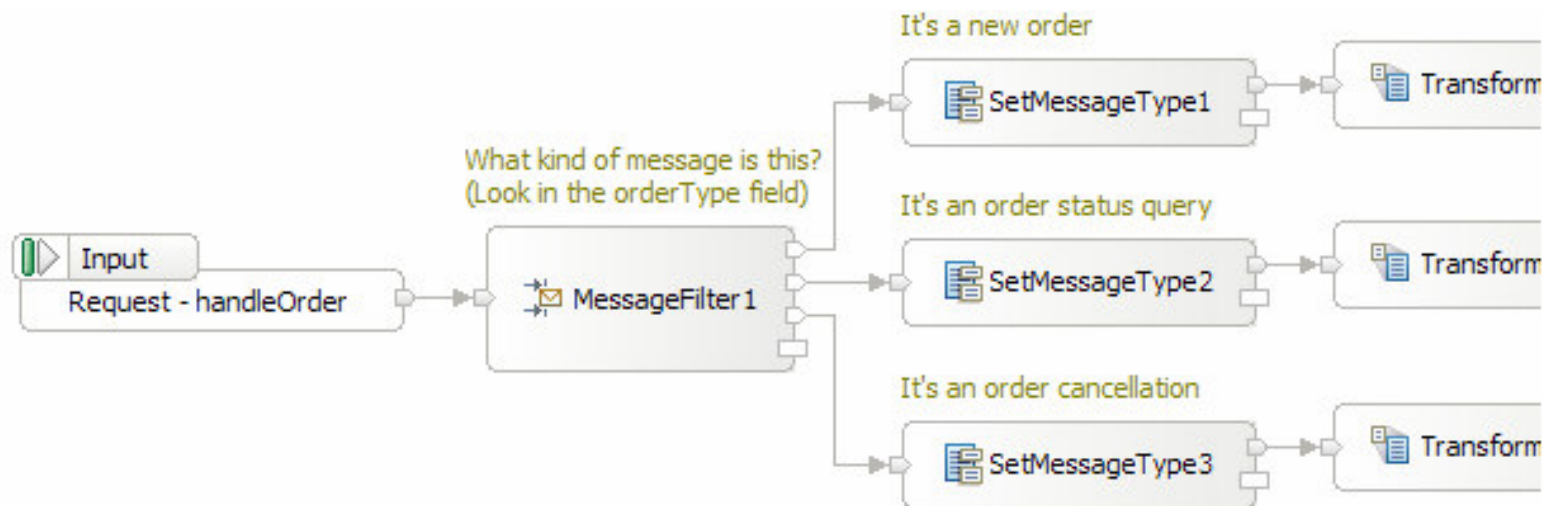 It's a new order
SetMessageType1
Transform
What kind of message is this?
(Look in the orderType field)
It's an order status query
Input
Request - handleOrder
MessageFilter1
SetMessageType2
Transform
It's an order cancellation
SetMessageType3
Transform